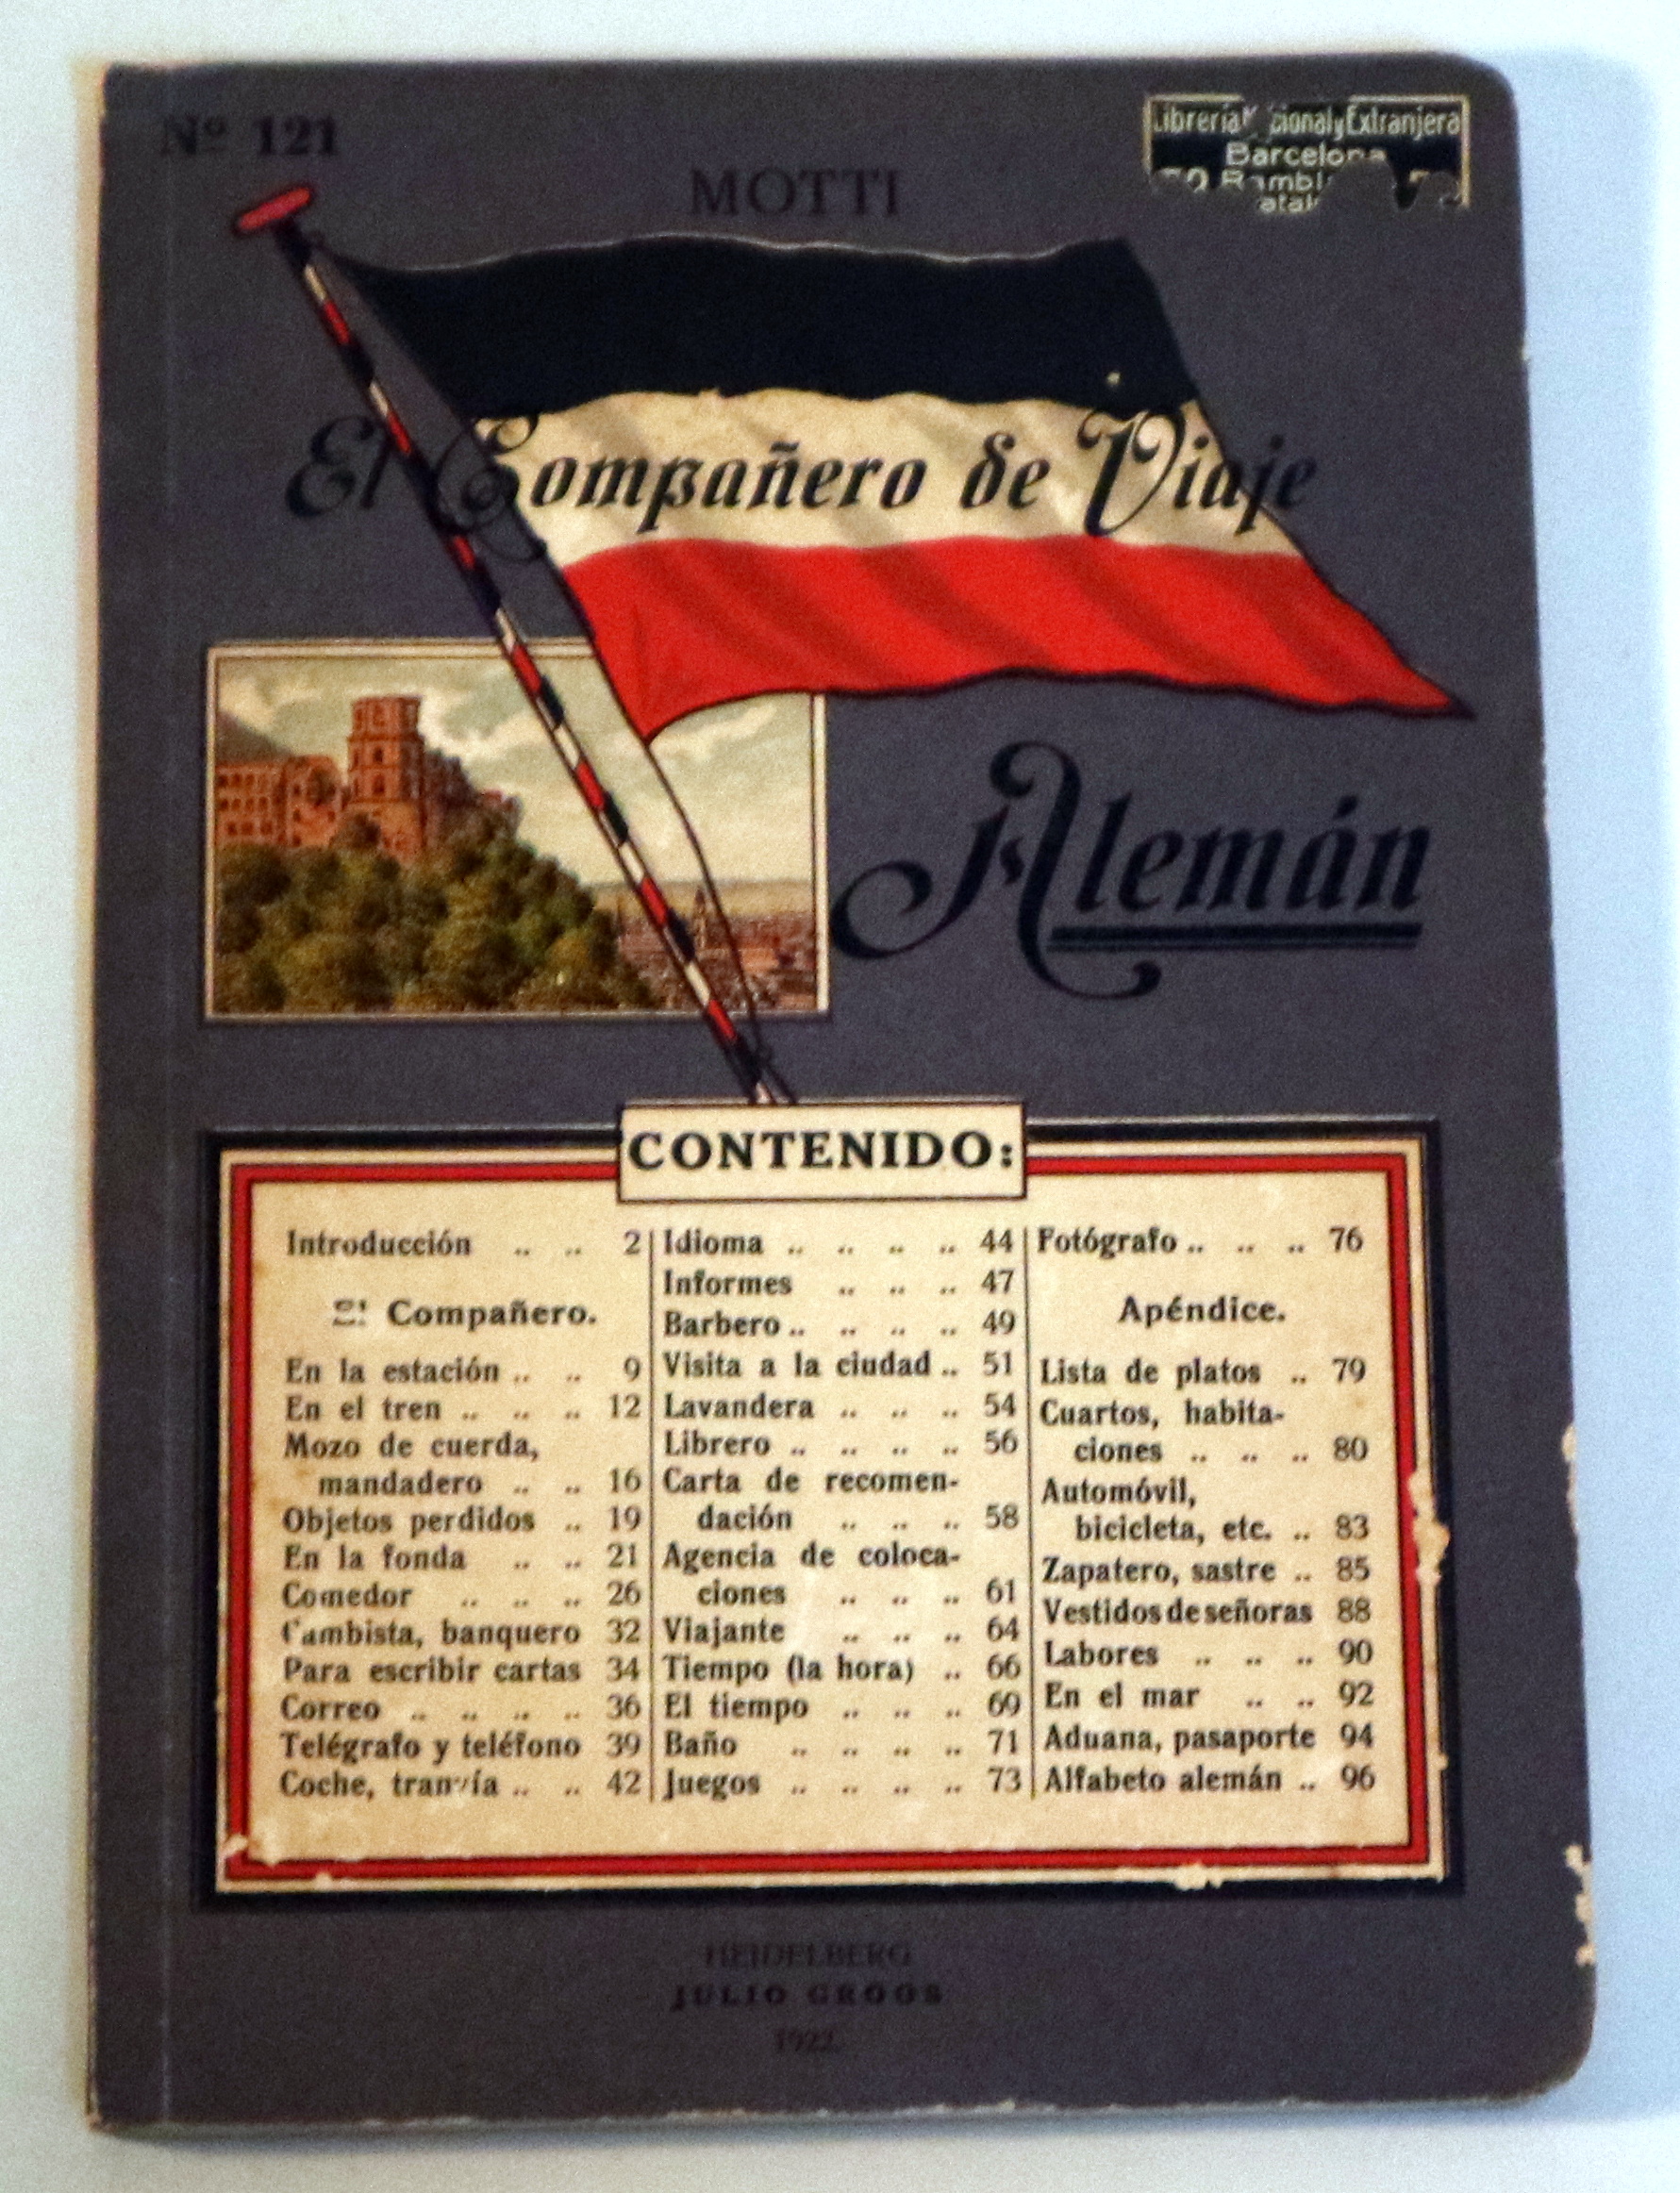 Nº 121
MOTTI
Librería Extranjera
Barcelona
El Compañero de Viaje
Alemán
CONTENIDO:
Introducción .. .. 2
El Compañero.
En la estación .. .. 9
En el tren .. .. .. 12
Mozo de cuerda,
mandadero .. .. 16
Objetos perdidos .. 19
En la fonda .. .. 21
Comedor .. .. .. 26
Cambista, banquero 32
Para escribir cartas 34
Correo .. .. .. .. 36
Telégrafo y teléfono 39
Coche, tranvía .. .. 42
Idioma .. .. .. .. 44
Informes .. .. .. 47
Barbero .. .. .. .. 49
Visita a la ciudad .. 51
Lavandera .. .. .. 54
Librero .. .. .. .. 56
Carta de recomen-
dación .. .. .. 58
Agencia de coloca-
ciones .. .. .. 61
Viajante .. .. .. 64
Tiempo (la hora) .. 66
El tiempo .. .. .. 69
Baño .. .. .. .. 71
Juegos .. .. .. .. 73
Fotógrafo .. .. .. 76
Apéndice.
Lista de platos .. 79
Cuartos, habita-
ciones .. .. .. 80
Automóvil,
bicicleta, etc. .. 83
Zapatero, sastre .. 85
Vestidos de señoras 88
Labores .. .. .. 90
En el mar .. .. 92
Aduana, pasaporte 94
Alfabeto alemán .. 96
HEIDELBERG
JULIO GROOS
1922